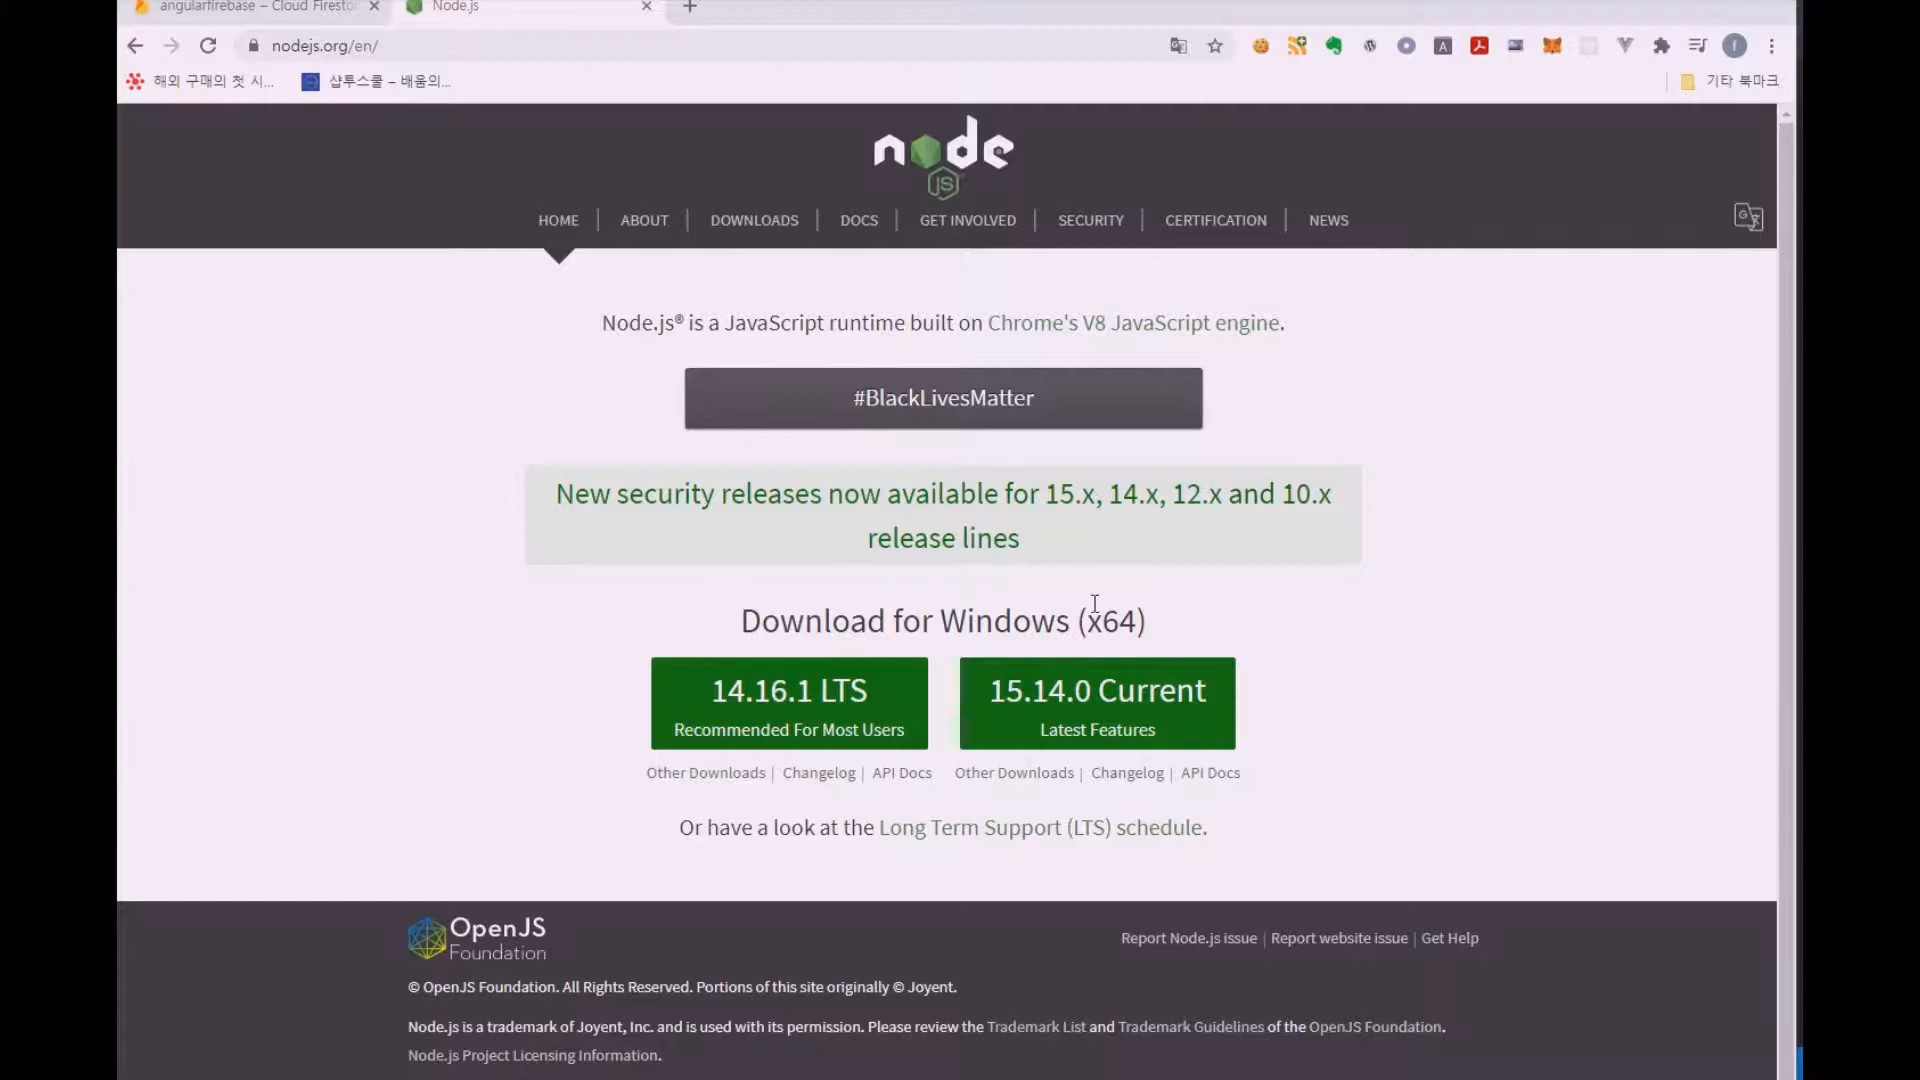 angularfirebase – Cloud Firesto
Node.js
nodejs.org/en/
해외 구매의 첫 시...
샵투스쿨 – 배움의...
기타 북마크
node
JS
HOME
ABOUT
DOWNLOADS
DOCS
GET INVOLVED
SECURITY
CERTIFICATION
NEWS
Node.js® is a JavaScript runtime built on Chrome's V8 JavaScript engine.
#BlackLivesMatter
New security releases now available for 15.x, 14.x, 12.x and 10.x
release lines
Download for Windows (x64)
14.16.1 LTS
Recommended For Most Users
15.14.0 Current
Latest Features
Other Downloads | Changelog | API Docs
Other Downloads | Changelog | API Docs
Or have a look at the Long Term Support (LTS) schedule.
OpenJS
Foundation
Report Node.js issue | Report website issue | Get Help
© OpenJS Foundation. All Rights Reserved. Portions of this site originally © Joyent.
Node.js is a trademark of Joyent, Inc. and is used with its permission. Please review the Trademark List and Trademark Guidelines of the OpenJS Foundation.
Node.js Project Licensing Information.